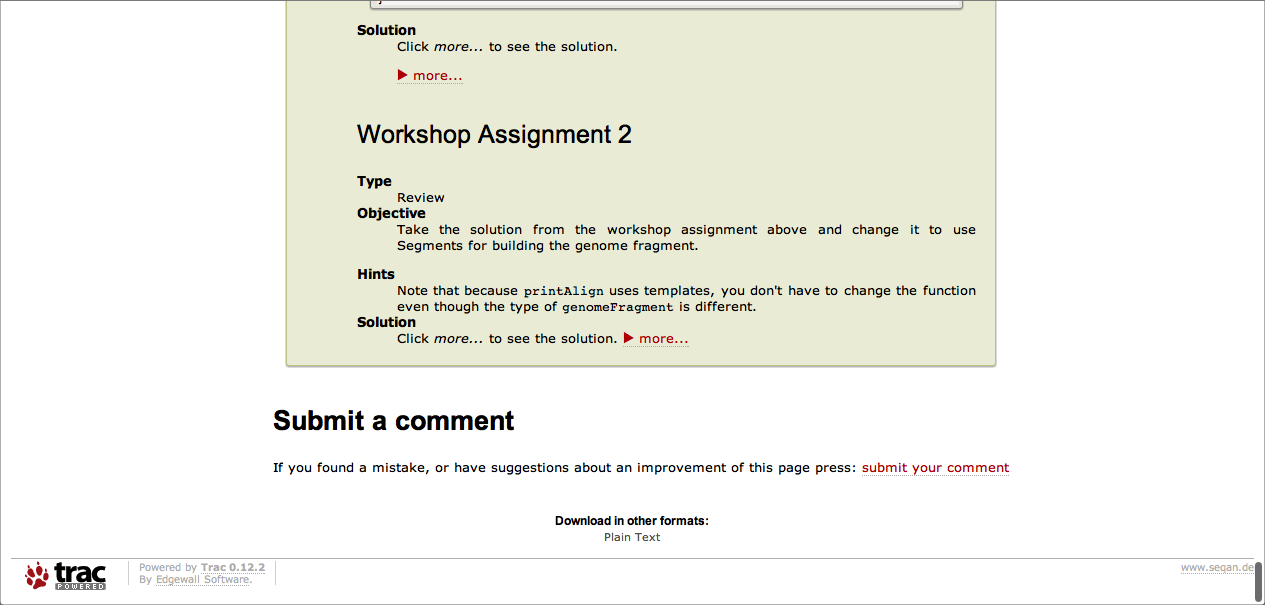 Solution
Click more... to see the solution.
more...
Workshop Assignment 2
Type
Review
Objective
Take the solution from the workshop assignment above and change it to use
Segments for building the genome fragment.
Hints
Note that because printAlign uses templates, you don't have to change the function
even though the type of genomeFragment is different.
Solution
Click more... to see the solution. more...
Submit a comment
If you found a mistake, or have suggestions about an improvement of this page press: submit your comment
Download in other formats:
Plain Text
trac
POWERED
Powered by Trac 0.12.2
By Edgewall Software.
www.seqan.de